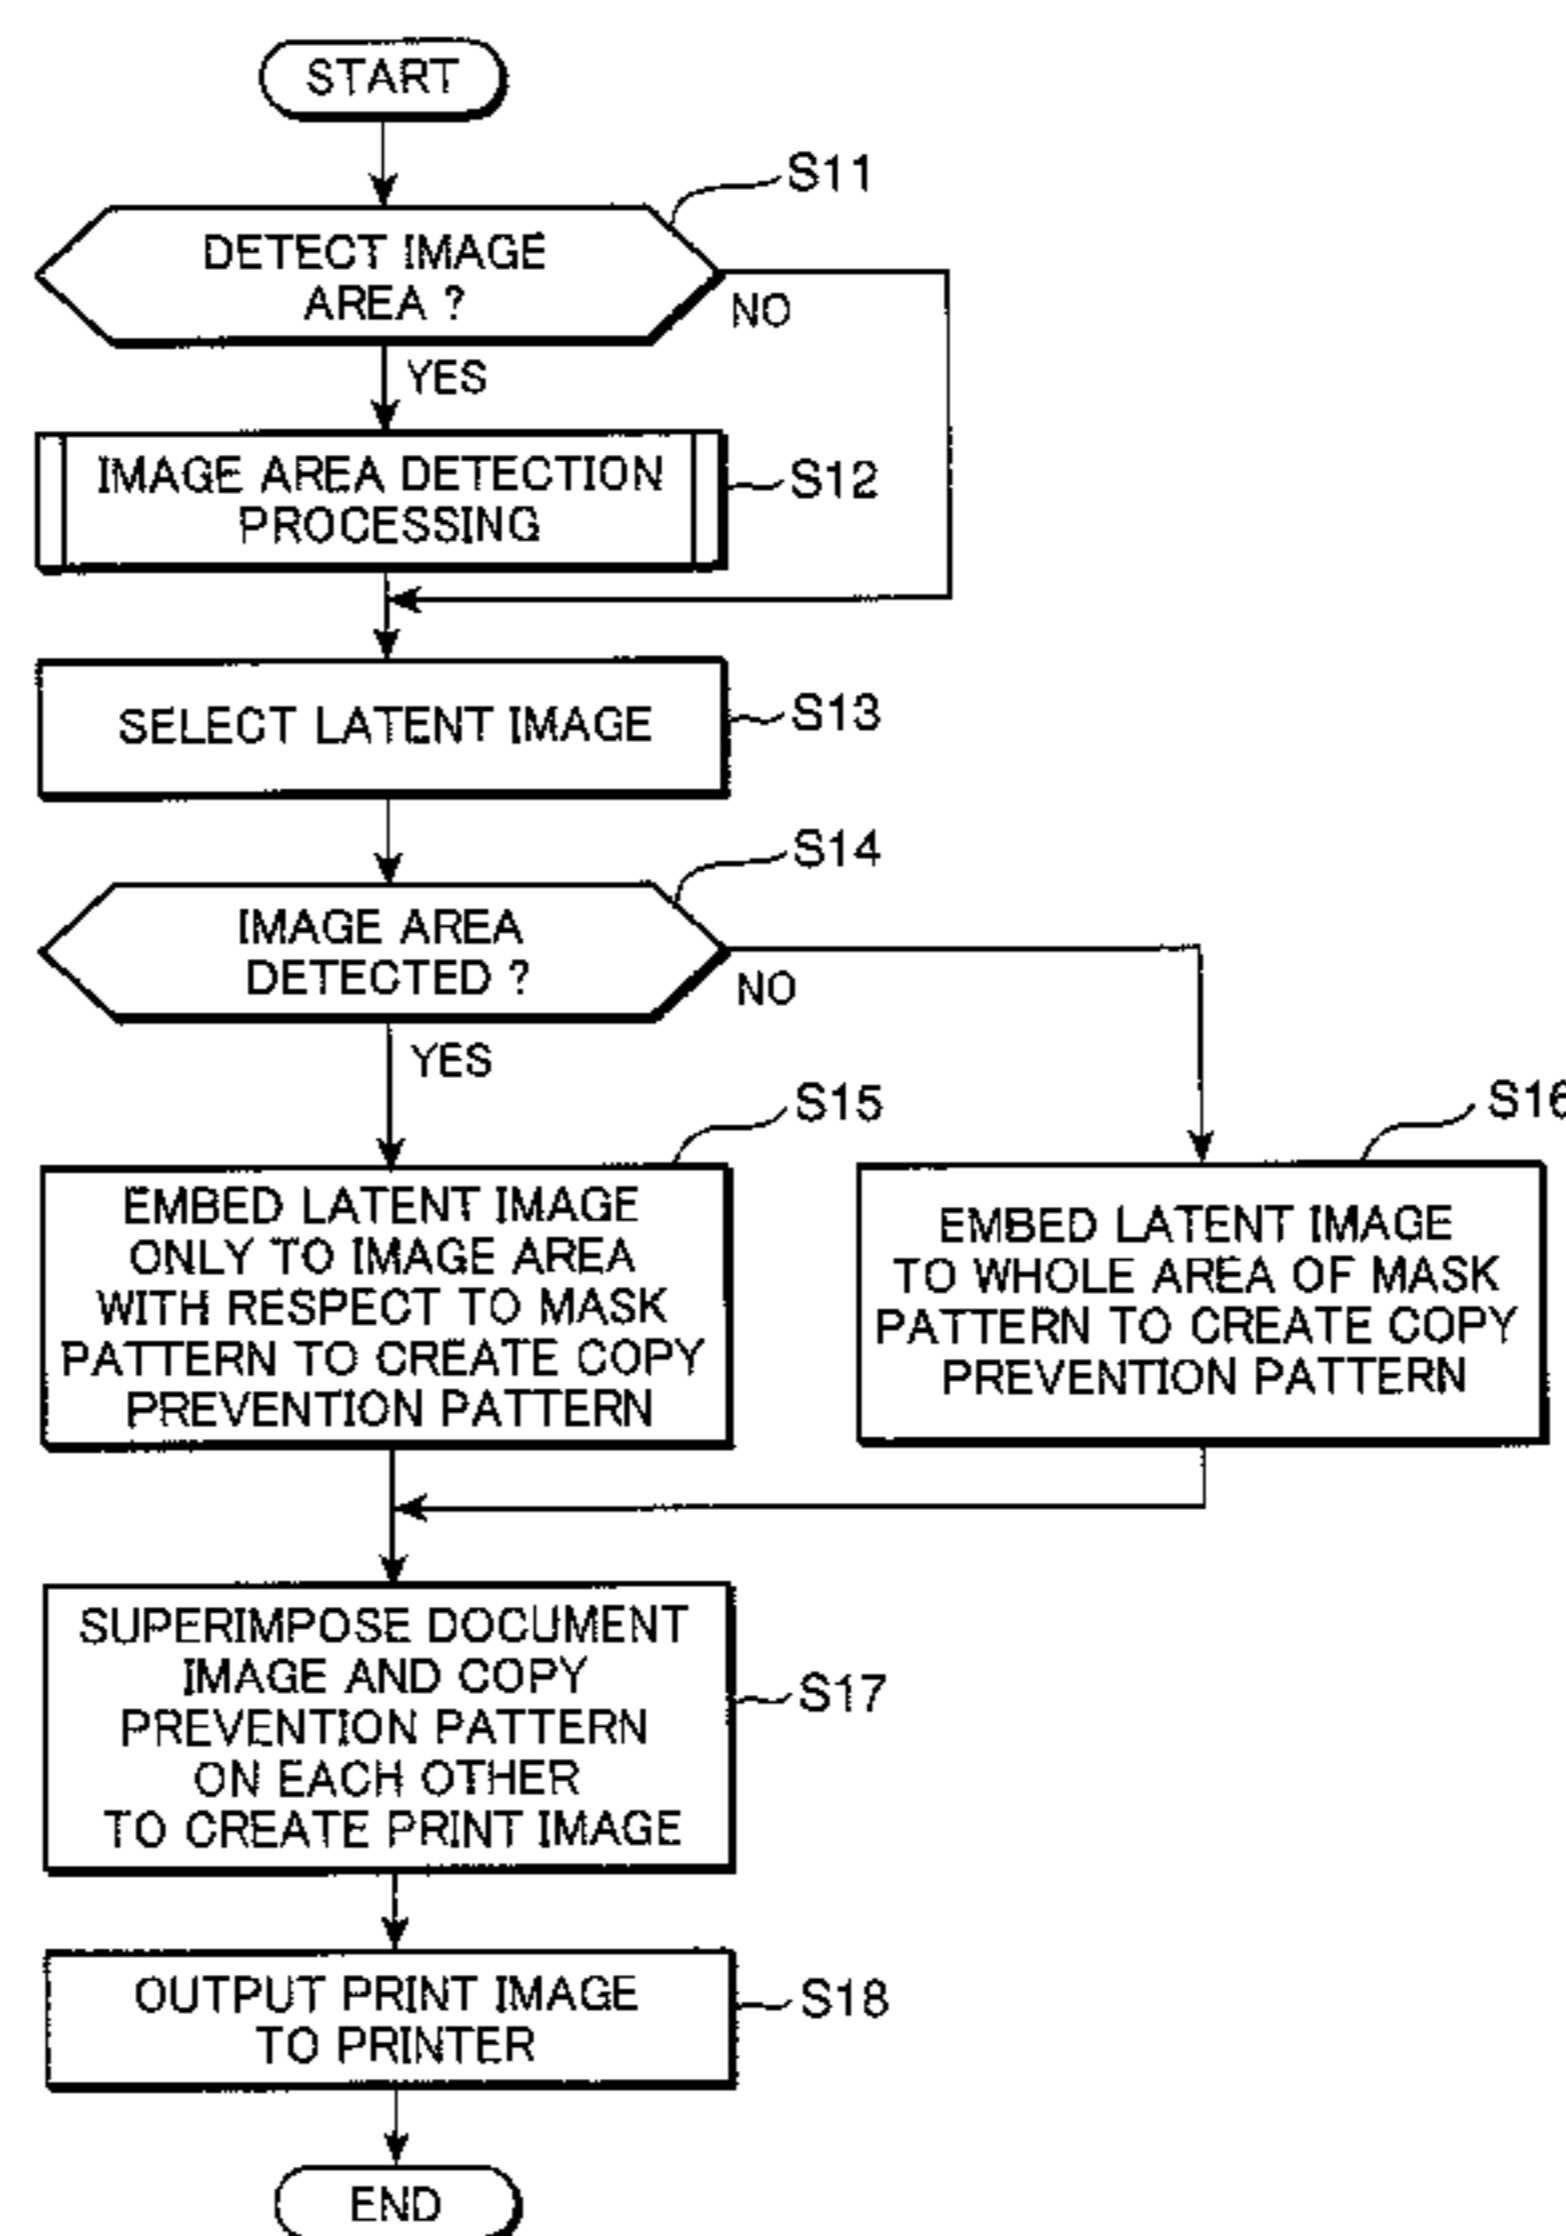 START
S11
DETECT IMAGE
AREA ?
NO
YES
IMAGE AREA DETECTION
PROCESSING
S12
SELECT LATENT IMAGE
S13
S14
IMAGE AREA
DETECTED ?
NO
YES
S15
S16
EMBED LATENT IMAGE
ONLY TO IMAGE AREA
WITH RESPECT TO MASK
PATTERN TO CREATE COPY
PREVENTION PATTERN
EMBED LATENT IMAGE
TO WHOLE AREA OF MASK
PATTERN TO CREATE COPY
PREVENTION PATTERN
SUPERIMPOSE DOCUMENT
IMAGE AND COPY
PREVENTION PATTERN
ON EACH OTHER
TO CREATE PRINT IMAGE
S17
OUTPUT PRINT IMAGE
TO PRINTER
S18
END